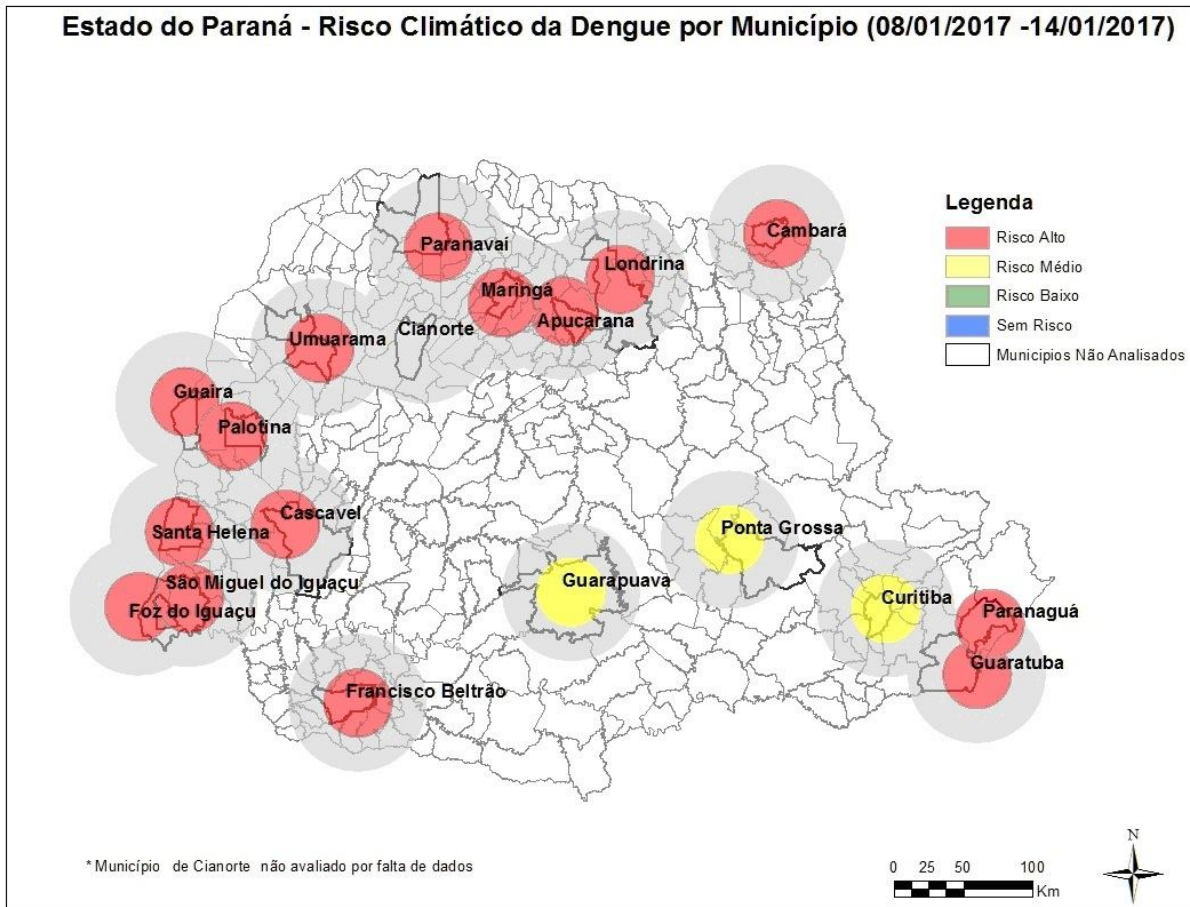 Estado do Paraná - Risco Climático da Dengue por Município (08/01/2017 -14/01/2017)
Legenda
Risco Alto
Risco Médio
Risco Baixo
Sem Risco
Municipios Não Analisados
Cambará
Paranavaí
Londrina
Maringá
Apucarana
Cianorte
Umuarama
Guaira
Palotina
Cascavel
Santa Helena
Ponta Grossa
São Miguel do Iguaçu
Guarapuava
Foz do Iguaçu
Curitiba
Paranaguá
Guaratuba
Francisco Beltrão
* Município de Cianorte não avaliado por falta de dados
0 25 50 100
Km
N